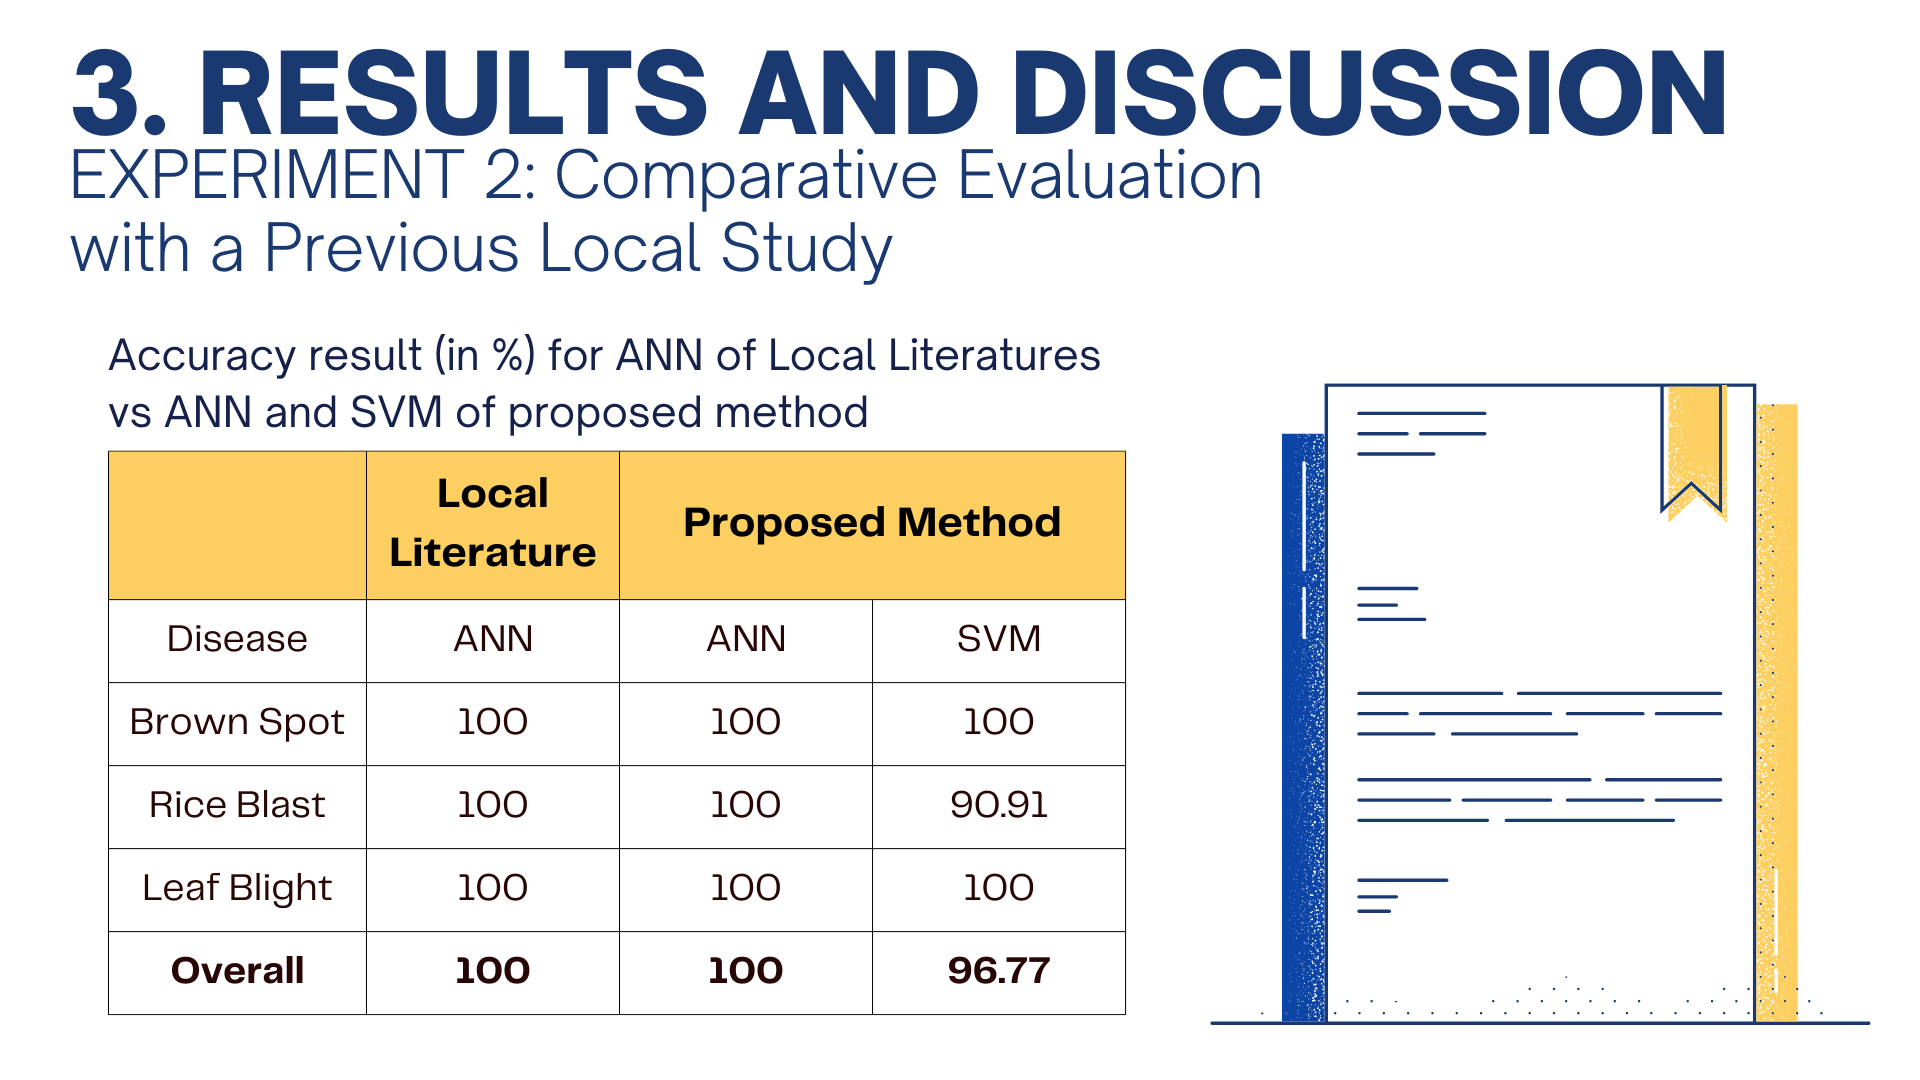 3. RESULTS AND DISCUSSION
EXPERIMENT 2: Comparative Evaluation
with a Previous Local Study
Accuracy result (in %) for ANN of Local Literatures
vs ANN and SVM of proposed method
Local
Literature
Proposed Method
Disease ANN ANN SVM
Brown Spot 100 100 100
Rice Blast 100 100 90.91
Leaf Blight 100 100 100
Overall 100 100 96.77